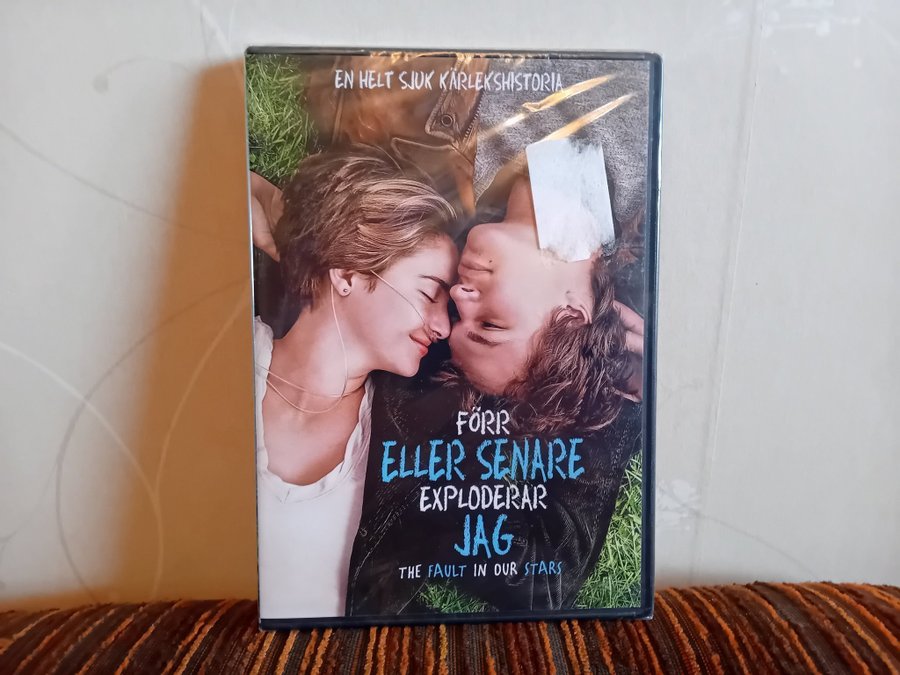 EN HELT SJUK KÄRLEKSHISTORIA
FÖRR
ELLER SENARE
EXPLODERAR
JAG
THE FAULT IN OUR STARS